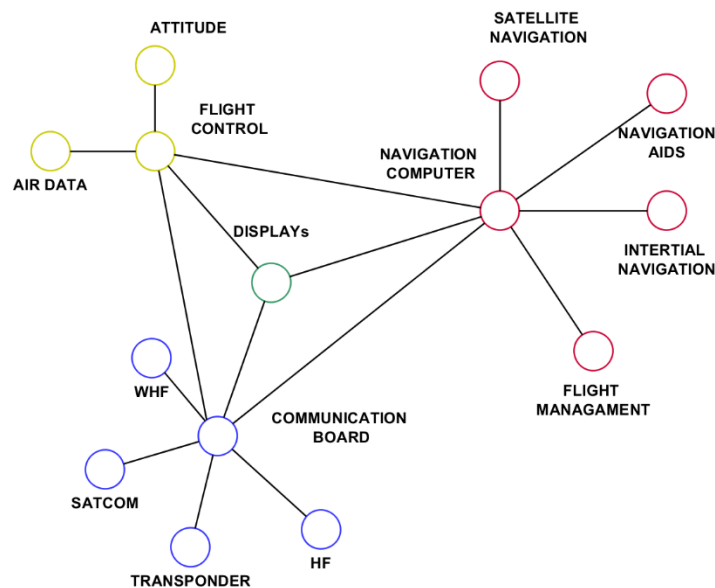 ATTITUDE
SATELLITE
NAVIGATION
FLIGHT
CONTROL
NAVIGATION
AIDS
NAVIGATION
COMPUTER
AIR DATA
DISPLAYs
INTERTIAL
NAVIGATION
WHF
FLIGHT
MANAGAMENT
COMMUNICATION
BOARD
SATCOM
HF
TRANSPONDER